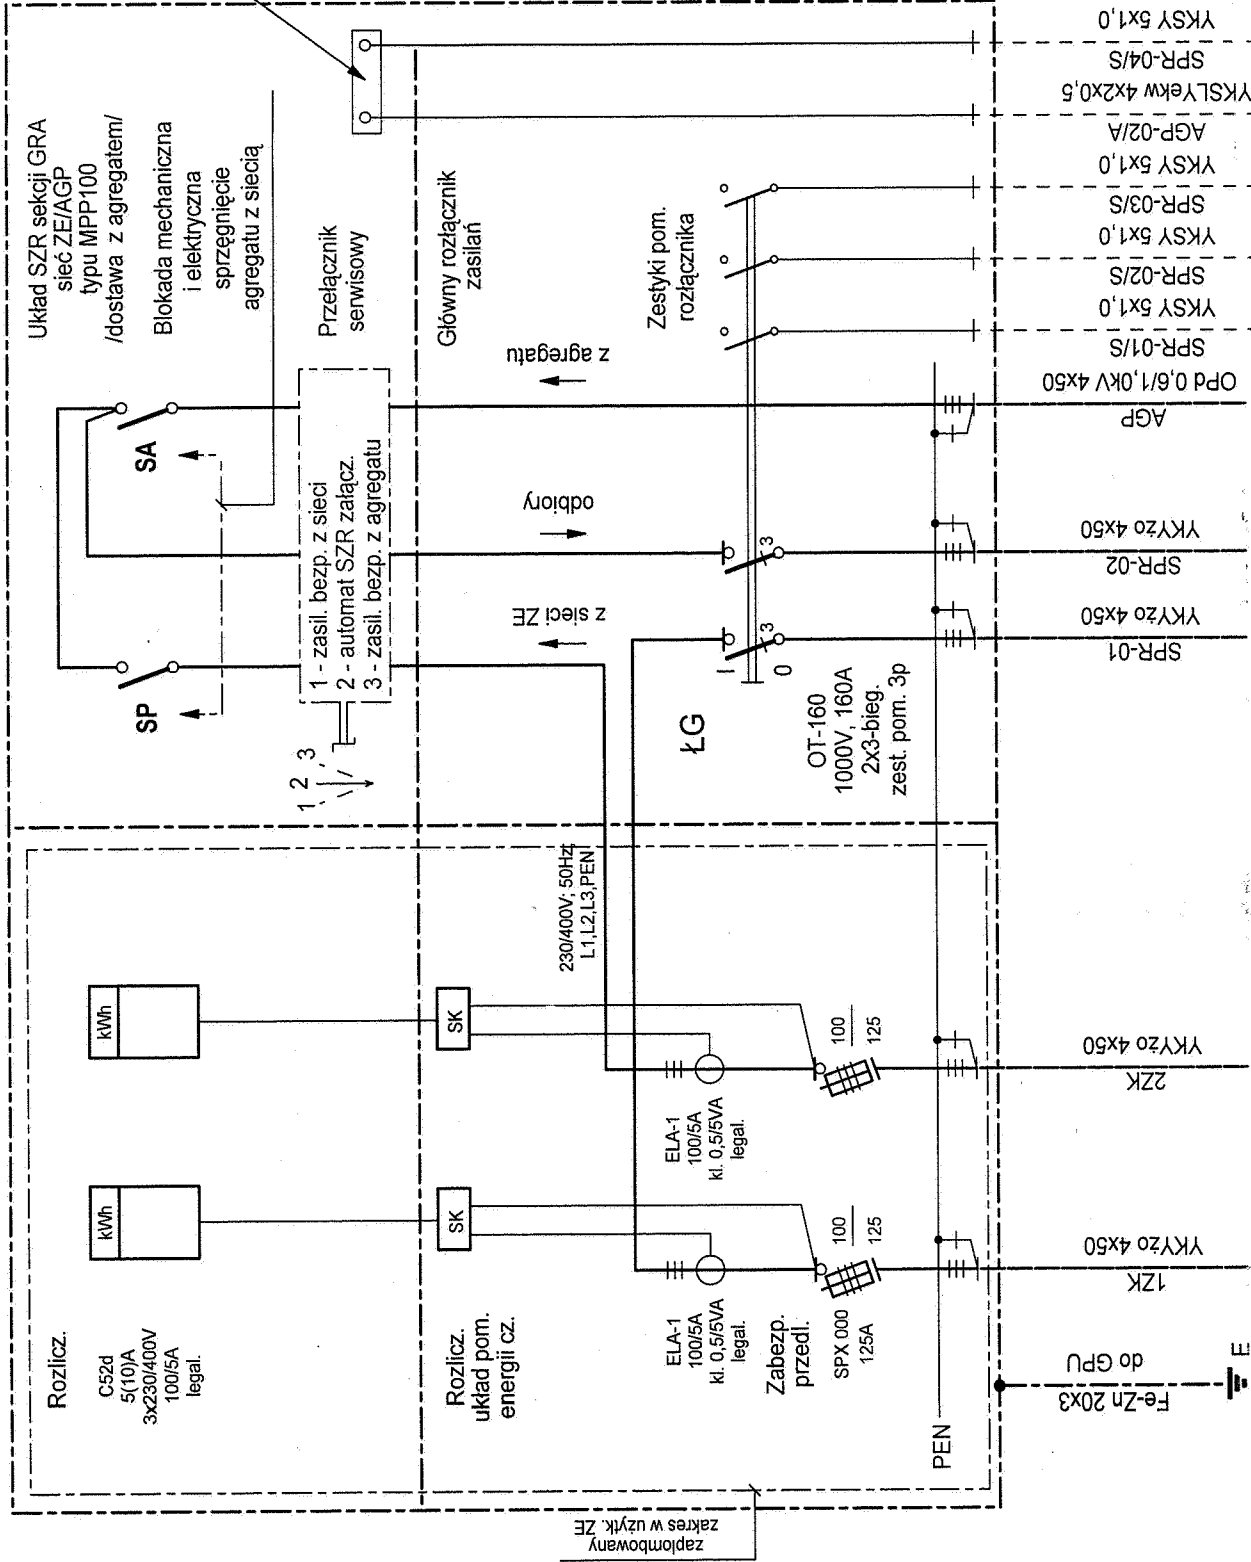 Układ SZR sekcji GRA
sieć ZE/AGP
typu MPP100
/dostawa z agregatem/
Blokada mechaniczna
i elektryczna
sprzęgnięcie
agregatu z siecią
Przełącznik
serwisowy
Główny rozłącznik
zasilań
Zestyki pom.
rozłącznika
SA
SP
1 - zasil. bezp. z sieci
2 - automat SZR załącz.
3 - zasil. bezp. z agregatu
1 2 3
z agregatu
odbiory
z sieci ZE
3
3
I
0
ŁG
OT-160
1000V, 160A
2x3-bieg.
zest. pom. 3p
230/400V; 50Hz;
L1,L2,L3,PEN
kWh
kWh
SK
SK
Rozlicz.
C52d
5(10)A
3x230/400V
100/5A
legal.
Rozlicz.
układ pom.
energii cz.
ELA-1
100/5A
kl. 0,5/5VA
legal.
ELA-1
100/5A
kl. 0,5/5VA
legal.
100
125
100
125
Zabezp.
przedl.
SPX 000
125A
PEN
zaplombowany
zakres w użytk. ZE
Fe-Zn 20x3
do GPU
E
1ZK
YKYżo 4x50
2ZK
YKYżo 4x50
SPR-01
YKYżo 4x50
SPR-02
YKYżo 4x50
AGP
OPd 0,6/1,0kV 4x50
SPR-01/S
YKSY 5x1,0
SPR-02/S
YKSY 5x1,0
SPR-03/S
YKSY 5x1,0
AGP-02/A
YKSLYekw 4x2x0,5
SPR-04/S
YKSY 5x1,0